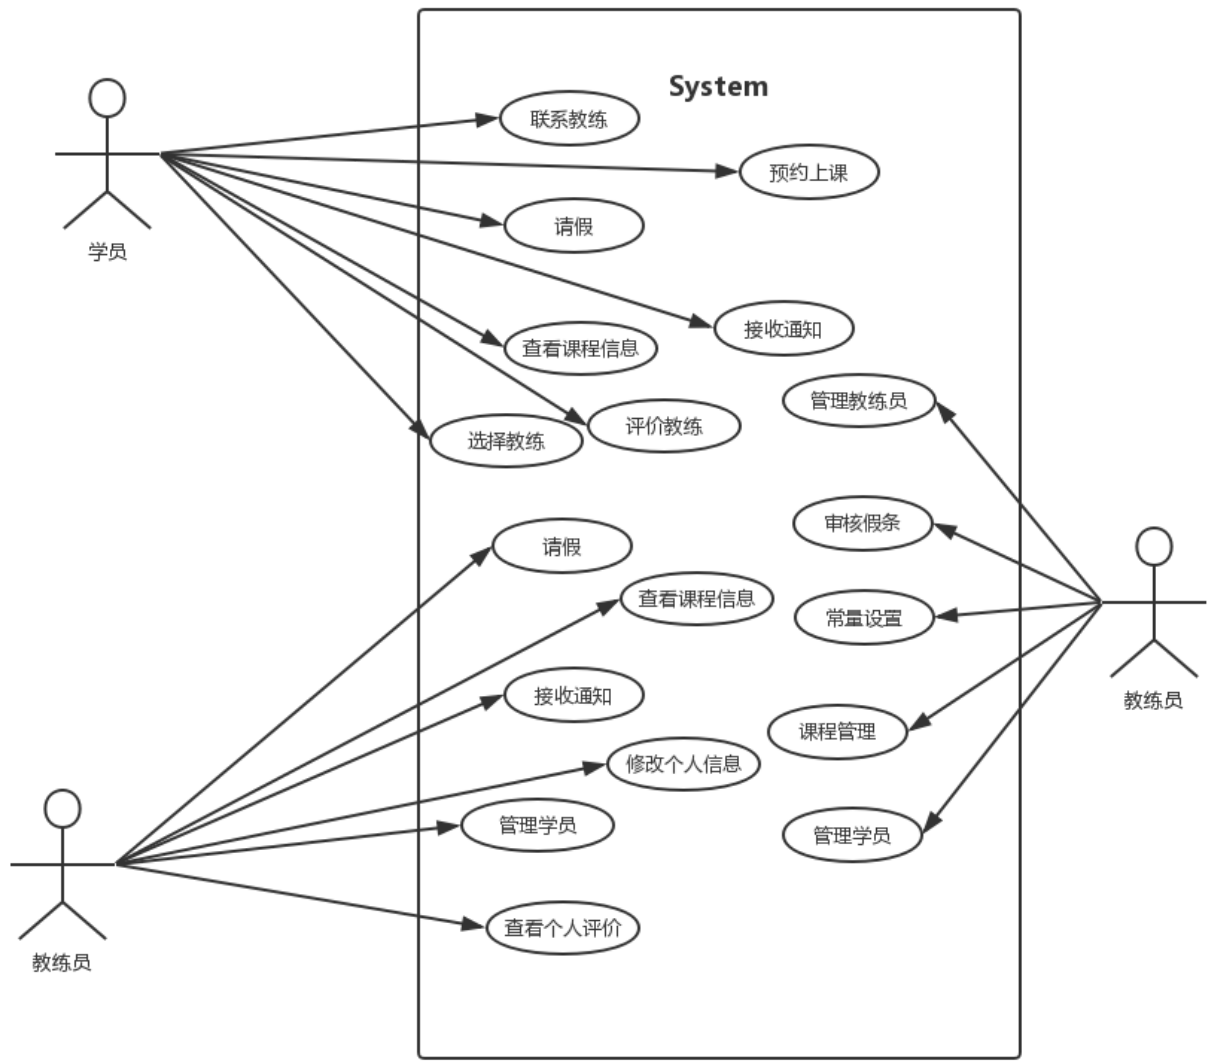 System
联系教练
预约上课
请假
学员
接收通知
查看课程信息
管理教练员
评价教练
选择教练
审核假条
请假
查看课程信息
常量设置
接收通知
教练员
课程管理
修改个人信息
管理学员
管理学员
查看个人评价
教练员